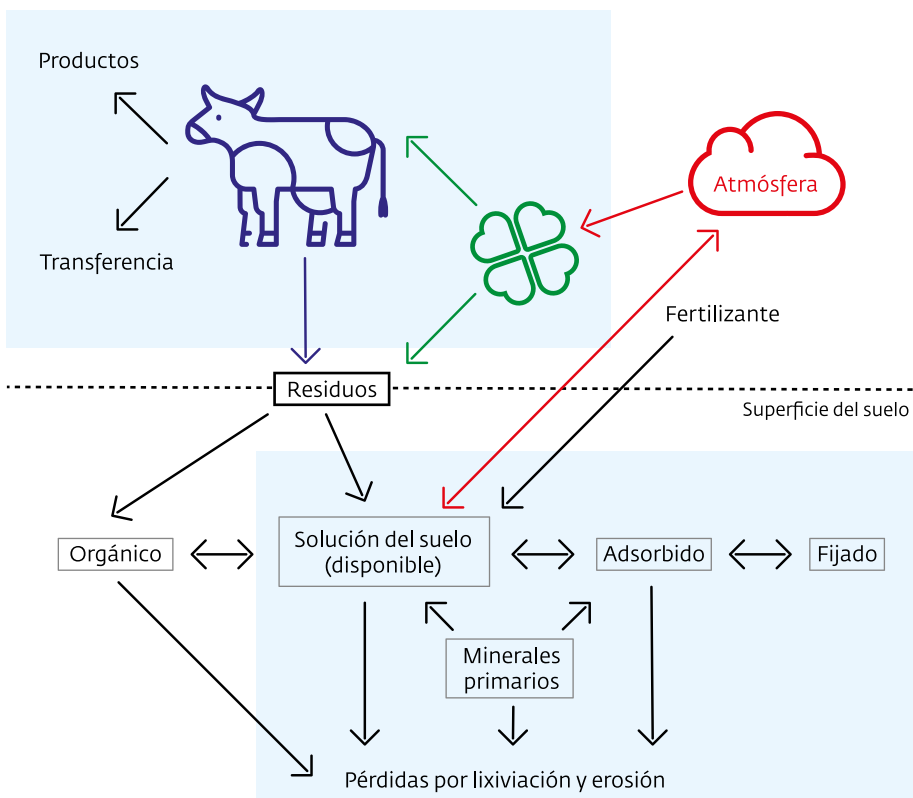 Productos
Atmósfera
Transferencia
Fertilizante
Residuos
Superficie del suelo
Orgánico
Solución del suelo
(disponible)
Adsorbido
Fijado
Minerales
primarios
Pérdidas por lixiviación y erosión